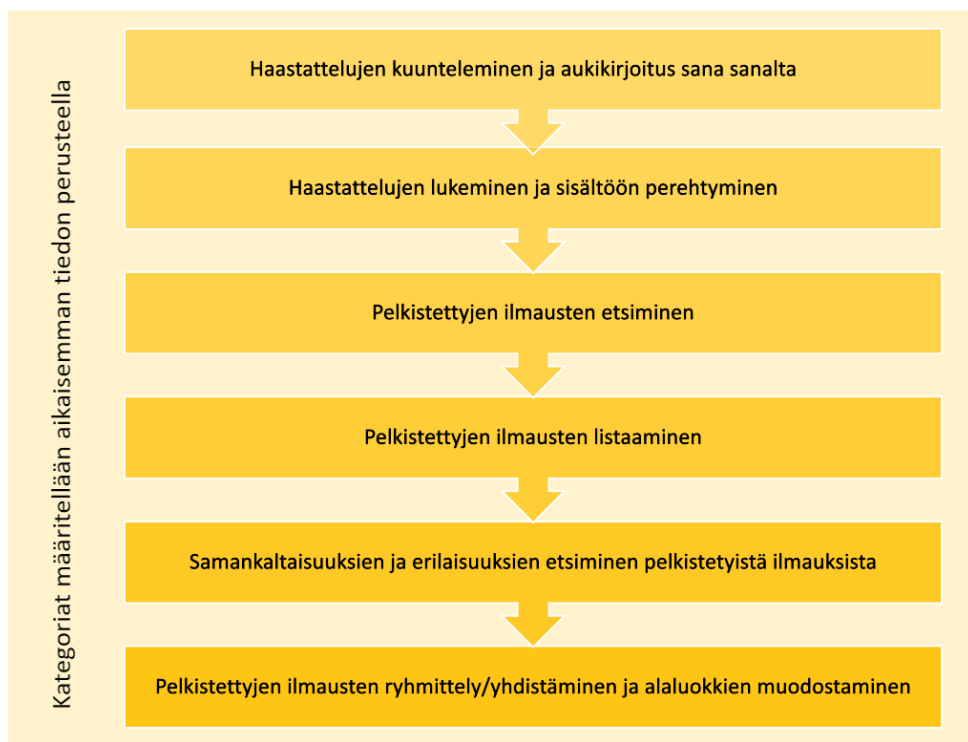 Kategoriat määritellään aikaisemman tiedon perusteella
Haastattelujen kuunteleminen ja aukikirjoitus sana sanalta
Haastattelujen lukeminen ja sisältöön perehtyminen
Pelkistettyjen ilmausten etsiminen
Pelkistettyjen ilmausten listaaminen
Samankaltaisuuksien ja erilaisuuksien etsiminen pelkistetyistä ilmauksista
Pelkistettyjen ilmausten ryhmittely/yhdistäminen ja alaluokkien muodostaminen